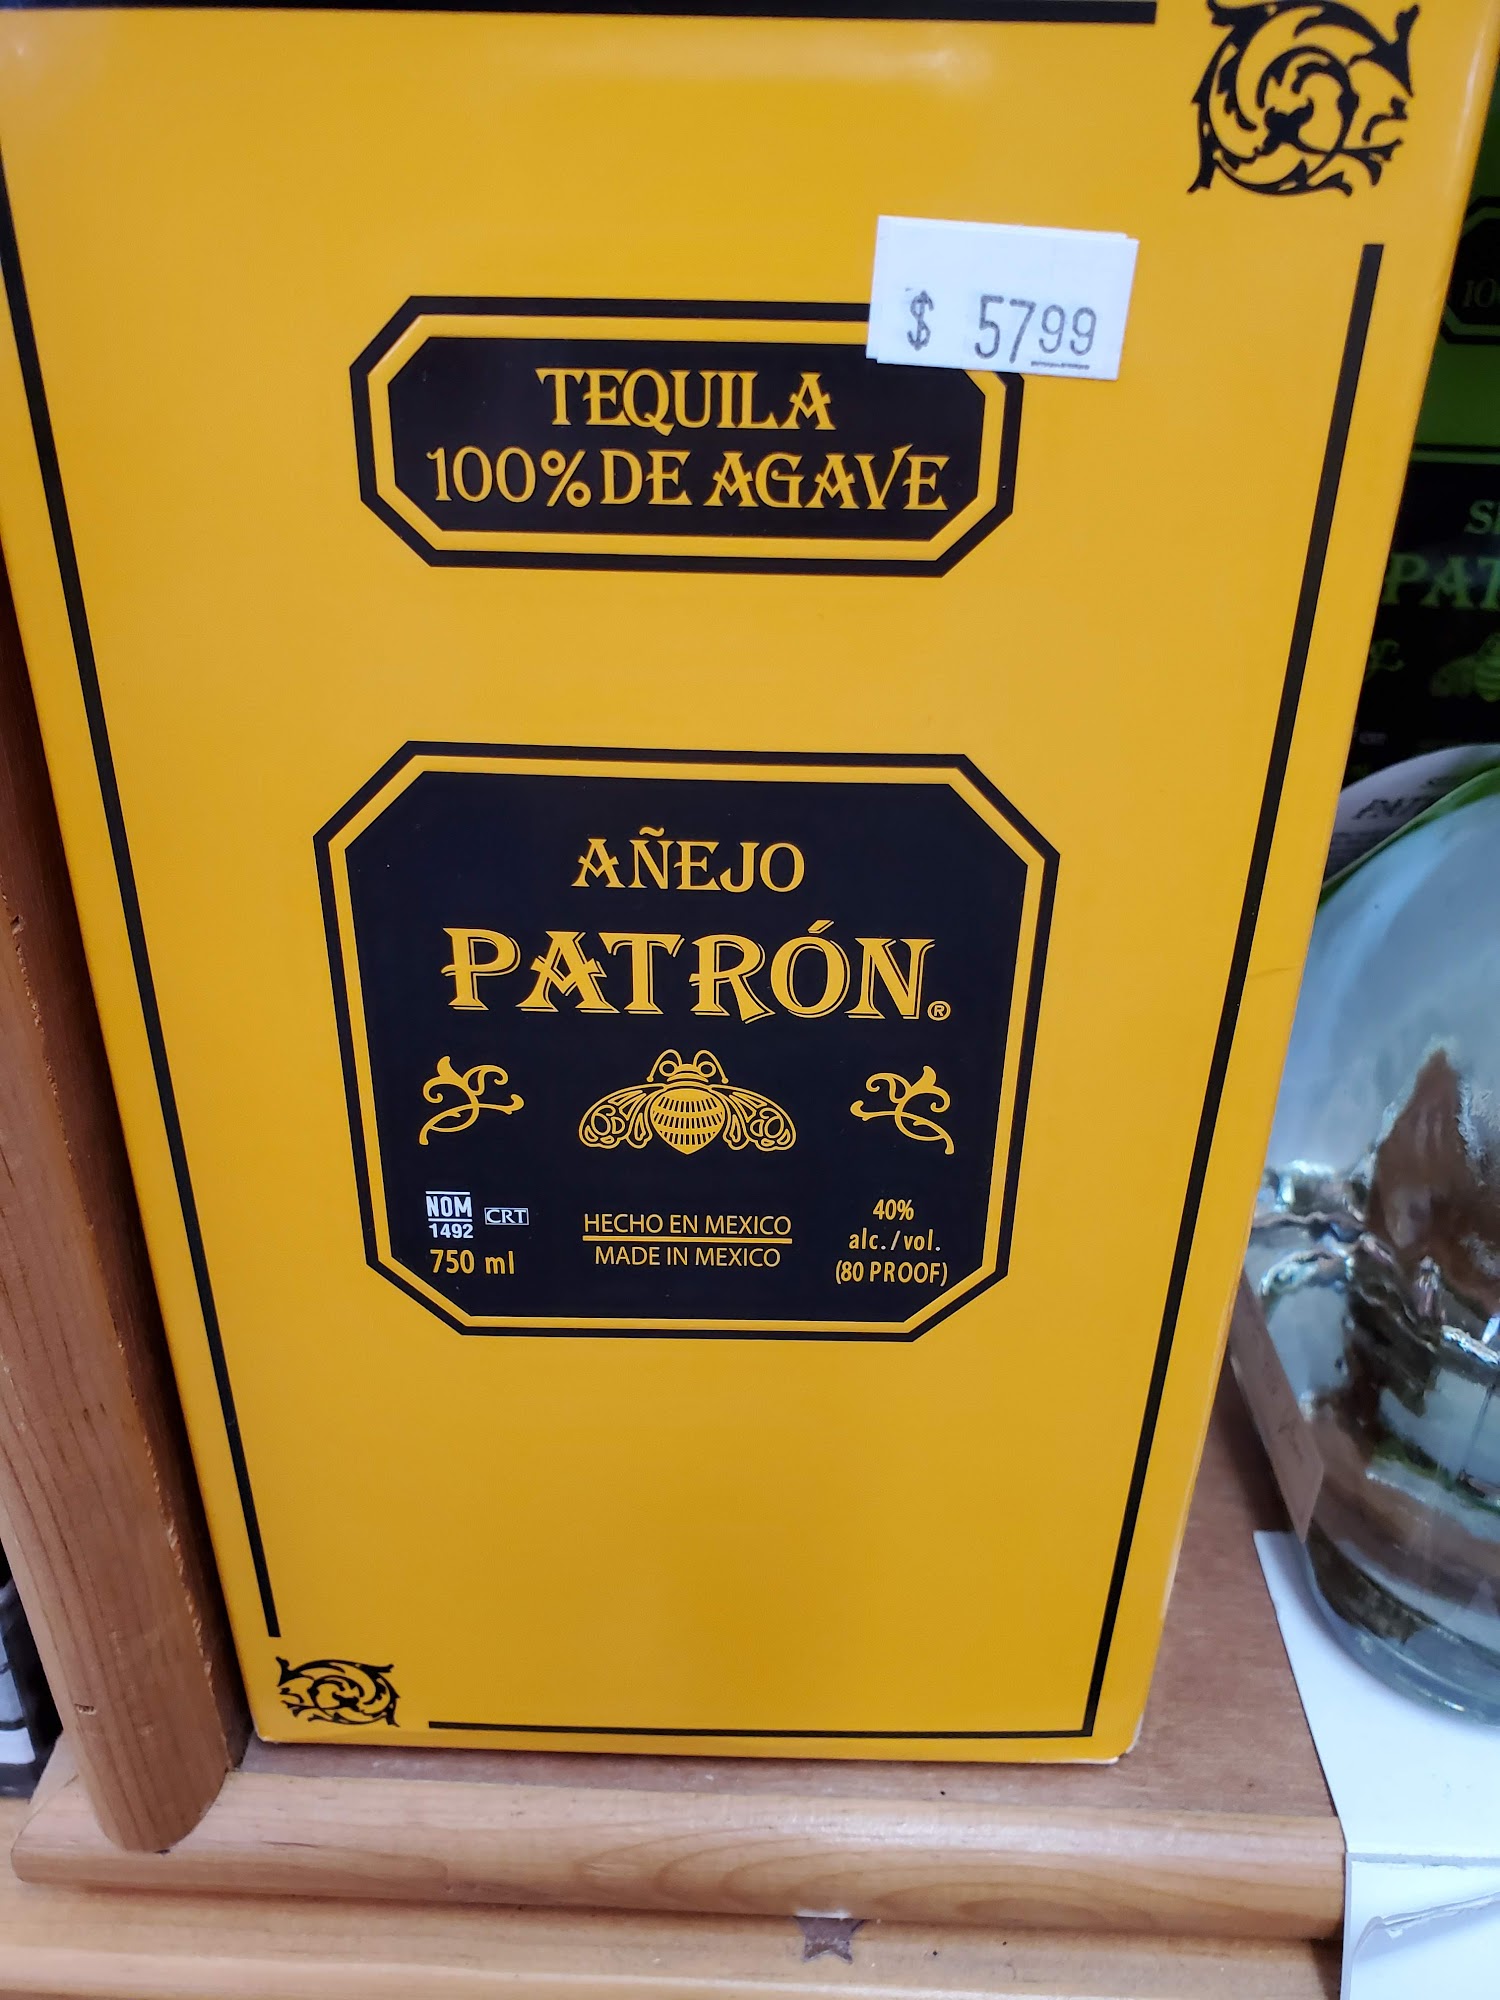 $ 5799
TEQUILA
100% DE AGAVE
AÑEJO
PATRÓN®
NOM
1492
CRT
750 ml
HECHO EN MEXICO
MADE IN MEXICO
40%
alc./vol.
(80 PROOF)